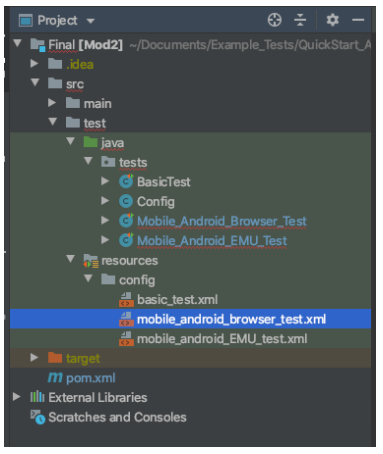 Project
Final [Mod2] ~/Documents/Example_Tests/QuickStart_A
.idea
src
main
test
java
tests
BasicTest
Config
Mobile_Android_Browser_Test
Mobile_Android_EMU_Test
resources
config
basic_test.xml
mobile_android_browser_test.xml
mobile_android_EMU_test.xml
target
m pom.xml
External Libraries
Scratches and Consoles